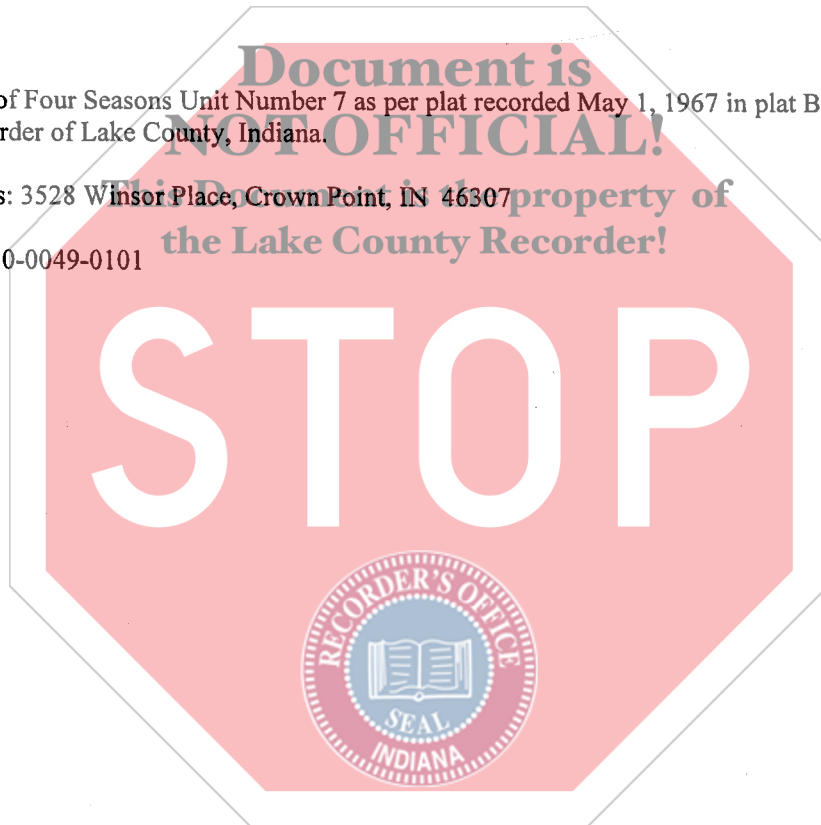 Document is
of Four Seasons Unit Number 7 as per plat recorded May 1, 1967 in plat B
NOT OFFICIAL!
rder of Lake County, Indiana.
This Document is the property of
s: 3528 Winsor Place, Crown Point, IN 46307
the Lake County Recorder!
0-0049-0101
STOP
RECORDER'S OFFICE
SEAL
INDIANA